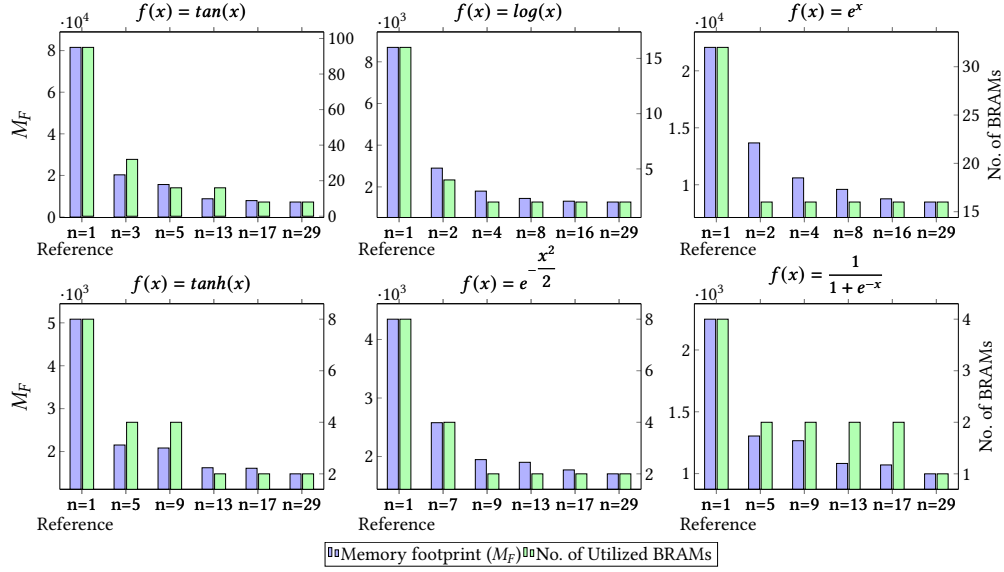 f(x) = tan(x)
f(x) = log(x)
f(x) = e^x
·10^4
·10^3
·10^4
M_F
0
2
4
6
8
0
20
40
60
80
100
n=1 n=3 n=5 n=13 n=17 n=29
Reference
2
4
6
8
5
10
15
n=1 n=2 n=4 n=8 n=16 n=29
Reference
1
1.5
2
15
20
25
30
No. of BRAMs
n=1 n=2 n=4 n=8 n=16 n=29
Reference
f(x) = tanh(x)
f(x) = e^{-x^2/2}
f(x) = 1/(1 + e^{-x})
·10^3
·10^3
·10^3
M_F
2
3
4
5
2
4
6
8
n=1 n=5 n=9 n=13 n=17 n=29
Reference
2
3
4
2
4
6
8
n=1 n=7 n=9 n=13 n=17 n=29
Reference
1
1.5
2
1
2
3
4
No. of BRAMs
n=1 n=5 n=9 n=13 n=17 n=29
Reference
Memory footprint (M_F) No. of Utilized BRAMs